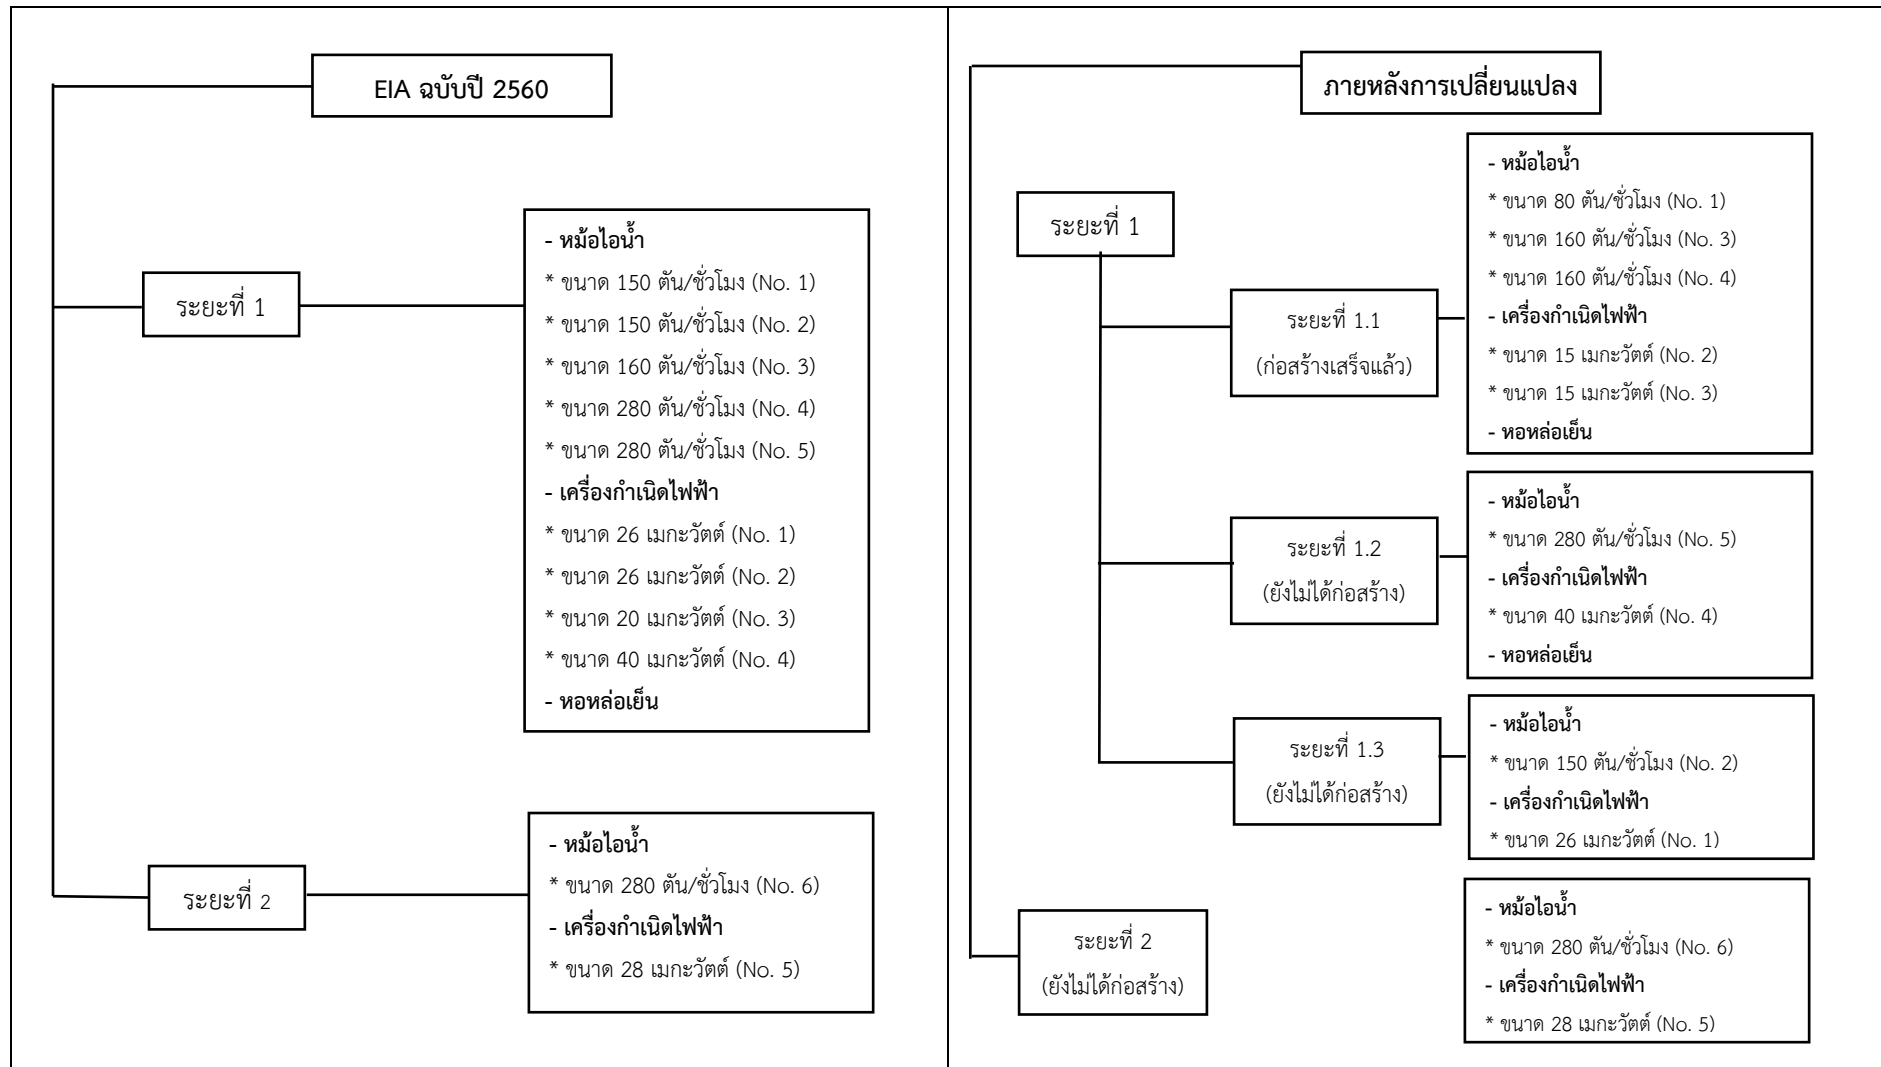 EIA ฉบับปี 2560
ระยะที่ 1
- หม้อไอน้ำ
* ขนาด 150 ตัน/ชั่วโมง (No. 1)
* ขนาด 150 ตัน/ชั่วโมง (No. 2)
* ขนาด 160 ตัน/ชั่วโมง (No. 3)
* ขนาด 280 ตัน/ชั่วโมง (No. 4)
* ขนาด 280 ตัน/ชั่วโมง (No. 5)
- เครื่องกำเนิดไฟฟ้า
* ขนาด 26 เมกะวัตต์ (No. 1)
* ขนาด 26 เมกะวัตต์ (No. 2)
* ขนาด 20 เมกะวัตต์ (No. 3)
* ขนาด 40 เมกะวัตต์ (No. 4)
- หอหล่อเย็น
ระยะที่ 2
- หม้อไอน้ำ
* ขนาด 280 ตัน/ชั่วโมง (No. 6)
- เครื่องกำเนิดไฟฟ้า
* ขนาด 28 เมกะวัตต์ (No. 5)
ภายหลังการเปลี่ยนแปลง
ระยะที่ 1
ระยะที่ 1.1
(ก่อสร้างเสร็จแล้ว)
- หม้อไอน้ำ
* ขนาด 80 ตัน/ชั่วโมง (No. 1)
* ขนาด 160 ตัน/ชั่วโมง (No. 3)
* ขนาด 160 ตัน/ชั่วโมง (No. 4)
- เครื่องกำเนิดไฟฟ้า
* ขนาด 15 เมกะวัตต์ (No. 2)
* ขนาด 15 เมกะวัตต์ (No. 3)
- หอหล่อเย็น
ระยะที่ 1.2
(ยังไม่ได้ก่อสร้าง)
- หม้อไอน้ำ
* ขนาด 280 ตัน/ชั่วโมง (No. 5)
- เครื่องกำเนิดไฟฟ้า
* ขนาด 40 เมกะวัตต์ (No. 4)
- หอหล่อเย็น
ระยะที่ 1.3
(ยังไม่ได้ก่อสร้าง)
- หม้อไอน้ำ
* ขนาด 150 ตัน/ชั่วโมง (No. 2)
- เครื่องกำเนิดไฟฟ้า
* ขนาด 26 เมกะวัตต์ (No. 1)
ระยะที่ 2
(ยังไม่ได้ก่อสร้าง)
- หม้อไอน้ำ
* ขนาด 280 ตัน/ชั่วโมง (No. 6)
- เครื่องกำเนิดไฟฟ้า
* ขนาด 28 เมกะวัตต์ (No. 5)